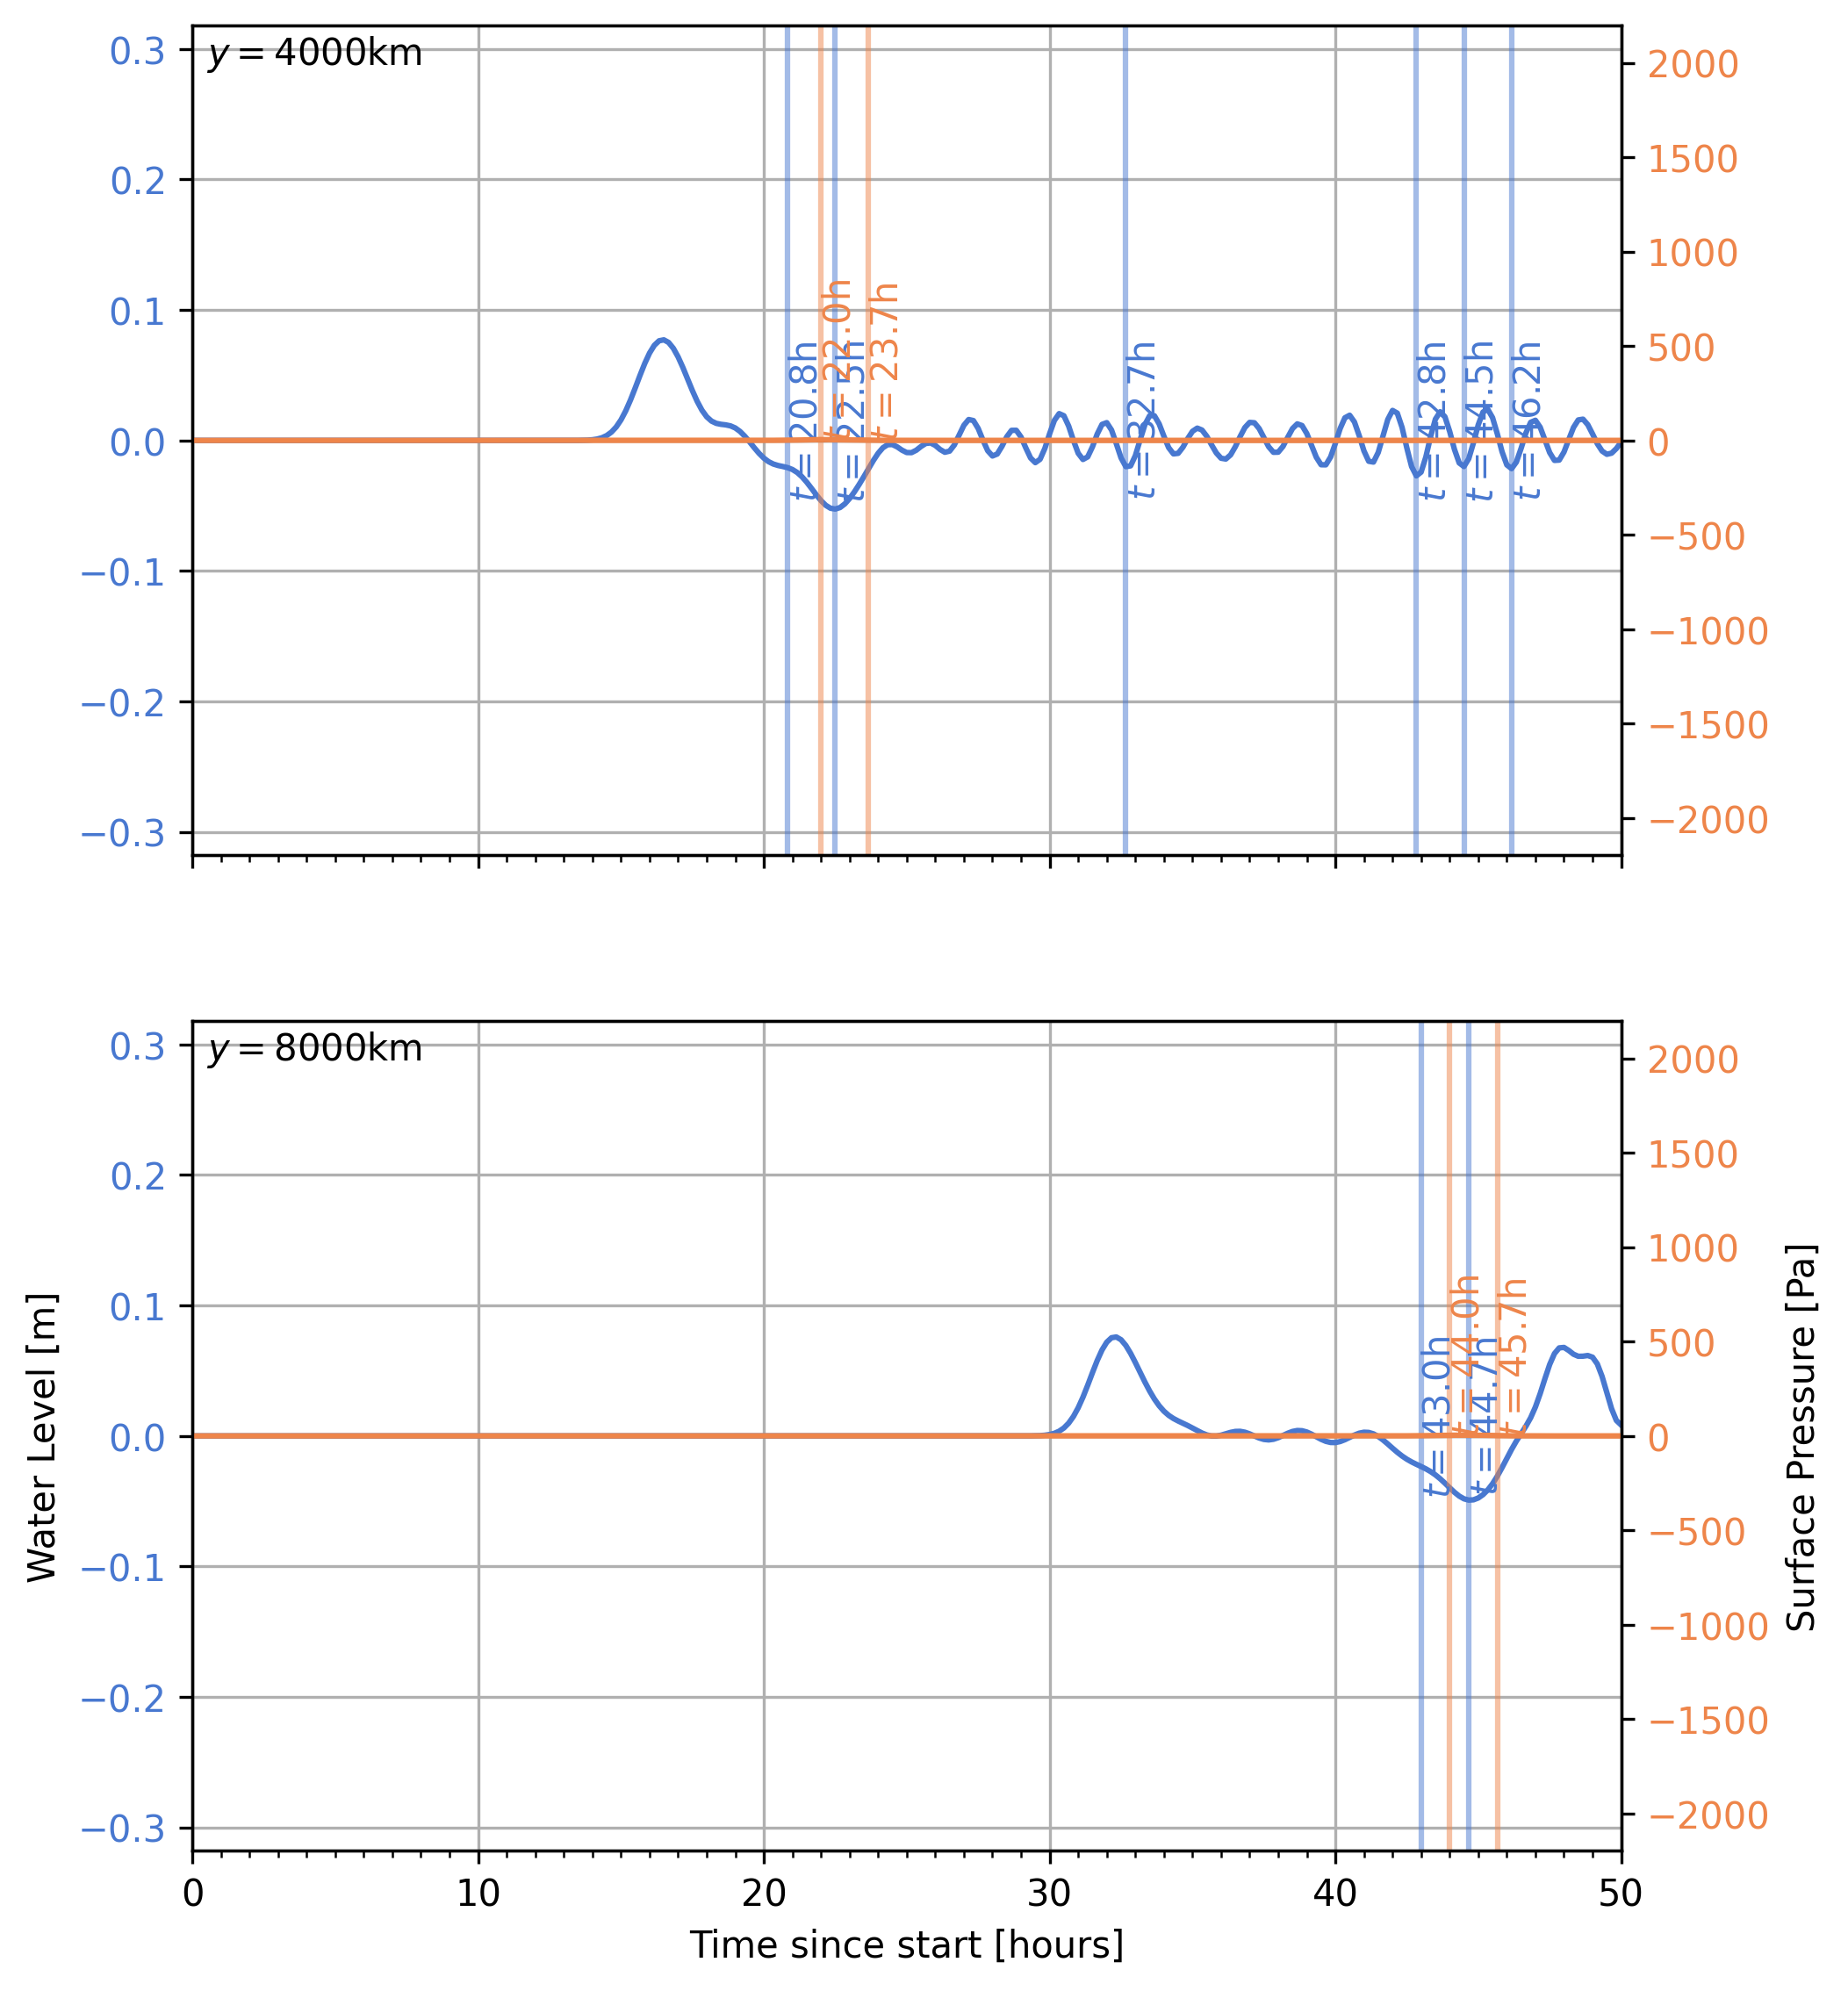 y = 4000km
0.3
0.2
0.1
0.0
−0.1
−0.2
−0.3
2000
1500
1000
500
0
−500
−1000
−1500
−2000
t = 20.8h
t = 22.0h
t = 22.5h
t = 23.7h
t = 32.7h
t = 42.8h
t = 44.5h
t = 46.2h
y = 8000km
0.3
0.2
0.1
0.0
−0.1
−0.2
−0.3
2000
1500
1000
500
0
−500
−1000
−1500
−2000
t = 43.0h
t = 44.0h
t = 44.7h
t = 45.7h
Water Level [m]
Surface Pressure [Pa]
0 10 20 30 40 50
Time since start [hours]